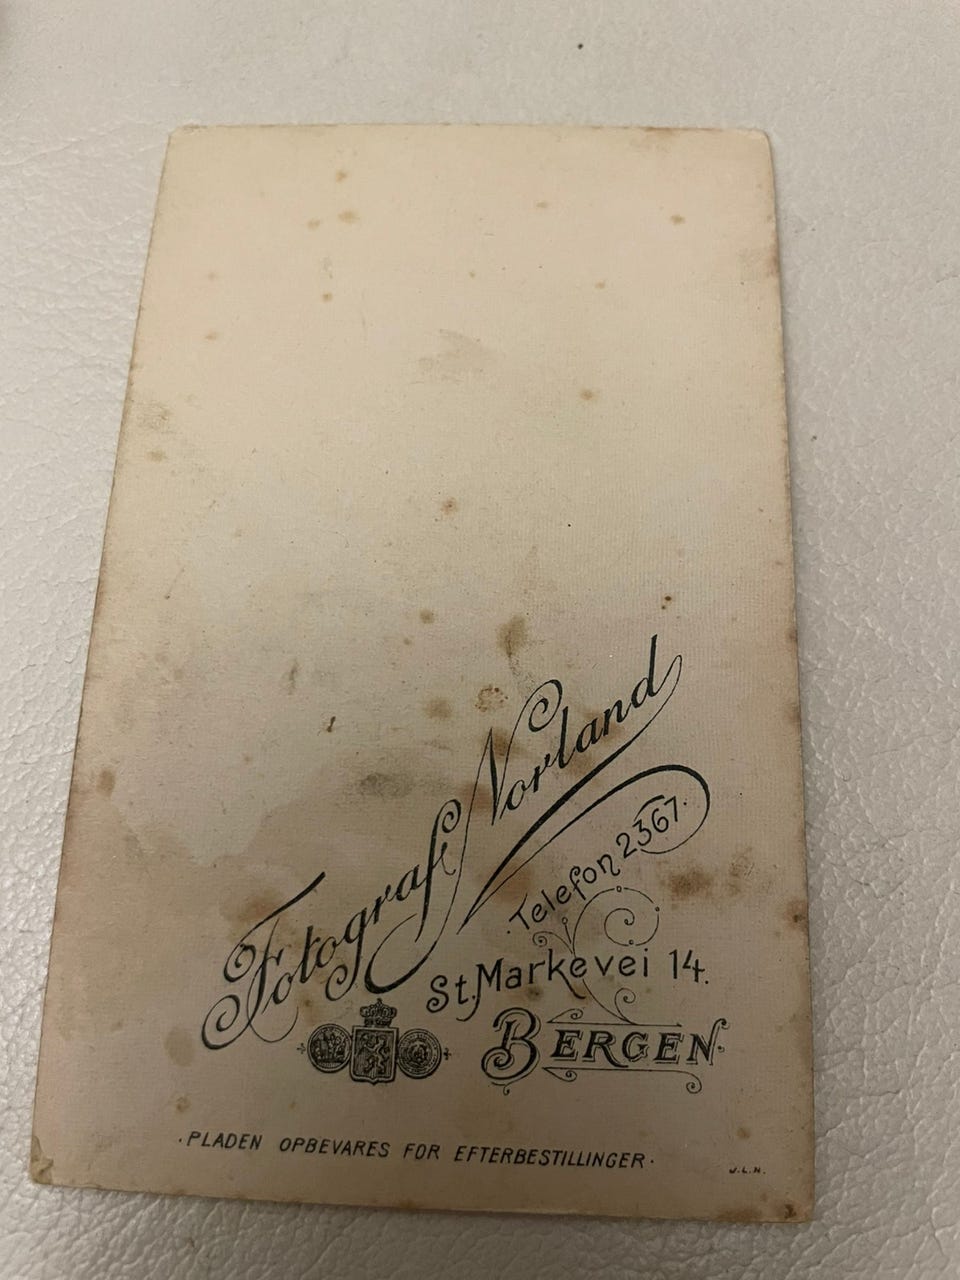 Fotograf Norland
Telefon 2367.
St. Markevei 14.
BERGEN.
·PLADEN OPBEVARES FOR EFTERBESTILLINGER·
J.L.N.